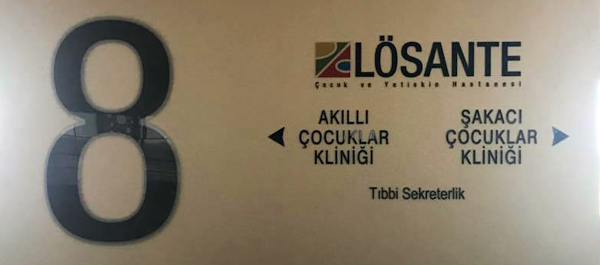 8
LÖSANTE
Çocuk ve Yetişkin Hastanesi
AKILLI
ÇOCUKLAR
KLİNİĞİ
ŞAKACI
ÇOCUKLAR
KLİNİĞİ
Tıbbi Sekreterlik